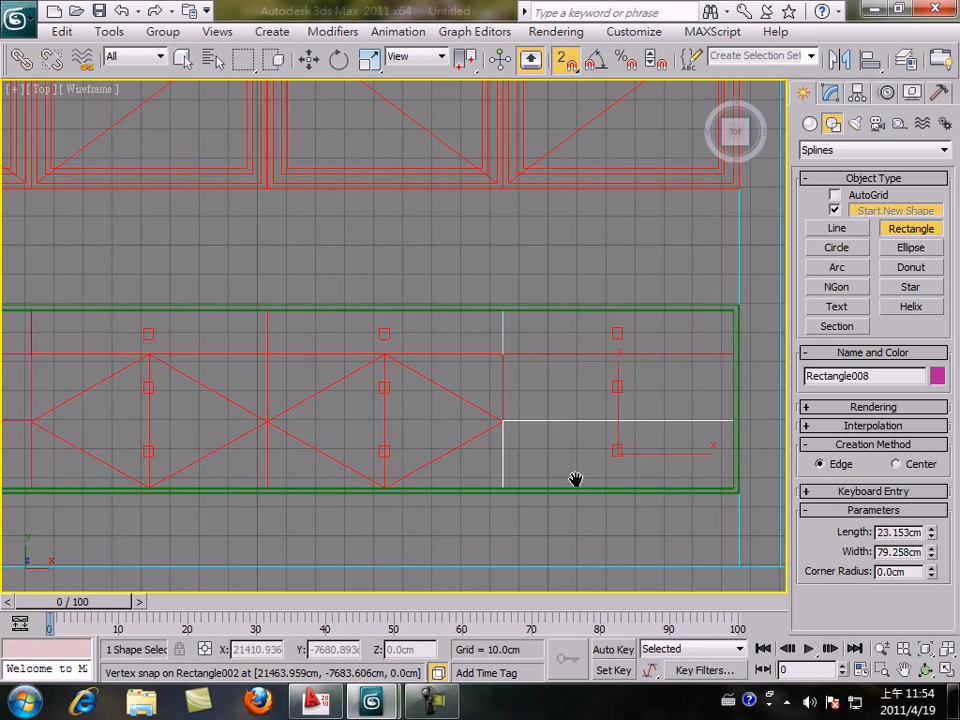 Autodesk 3ds Max 2011 x64 Untitled
Type a keyword or phrase
Edit Tools Group Views Create Modifiers Animation Graph Editors Rendering Customize MAXScript Help
All View 2 Create Selection Se
[ + ] [ Top ] [ Wireframe ]
TOP
Splines
- Object Type
AutoGrid
Start New Shape
Line Rectangle
Circle Ellipse
Arc Donut
NGon Star
Text Helix
Section
- Name and Color
Rectangle008
+ Rendering
+ Interpolation
- Creation Method
Edge Center
+ Keyboard Entry
- Parameters
Length: 23.153cm
Width: 79.258cm
Corner Radius: 0.0cm
y
x
y
z x
< 0 / 100 >
0 10 20 30 40 50 60 70 80 90 100
1 Shape Selec X: 21410.936 Y: -7680.893 Z: 0.0cm Grid = 10.0cm Auto Key Selected
Welcome to M Vertex snap on Rectangle002 at [21463.959cm, -7683.606cm, 0.0cm] Add Time Tag Set Key Key Filters... 0
上午 11:54
2011/4/19